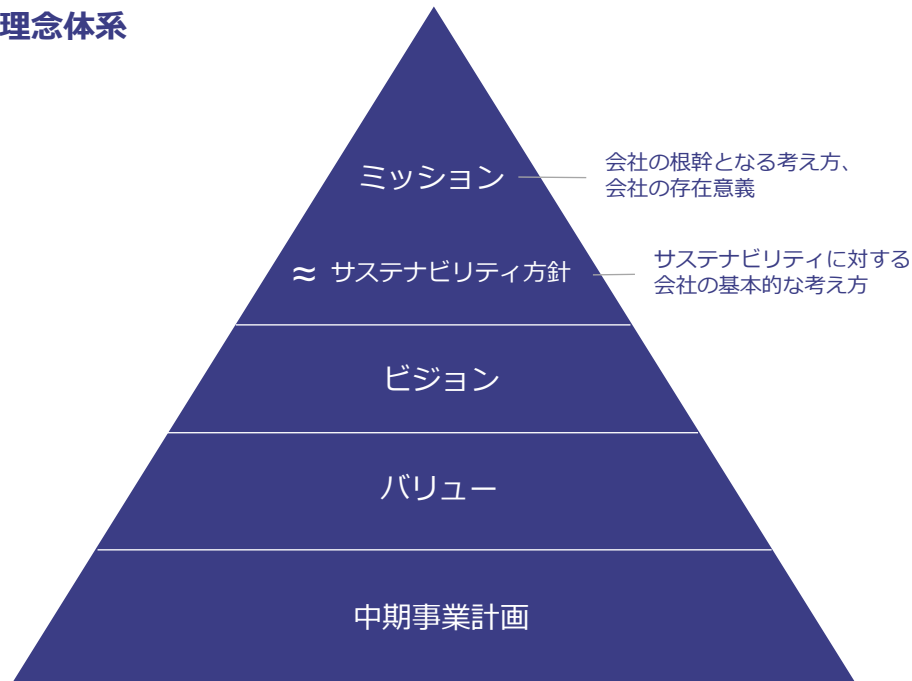 理念体系
ミッション
会社の根幹となる考え方、
会社の存在意義
≈ サステナビリティ方針
サステナビリティに対する
会社の基本的な考え方
ビジョン
バリュー
中期事業計画